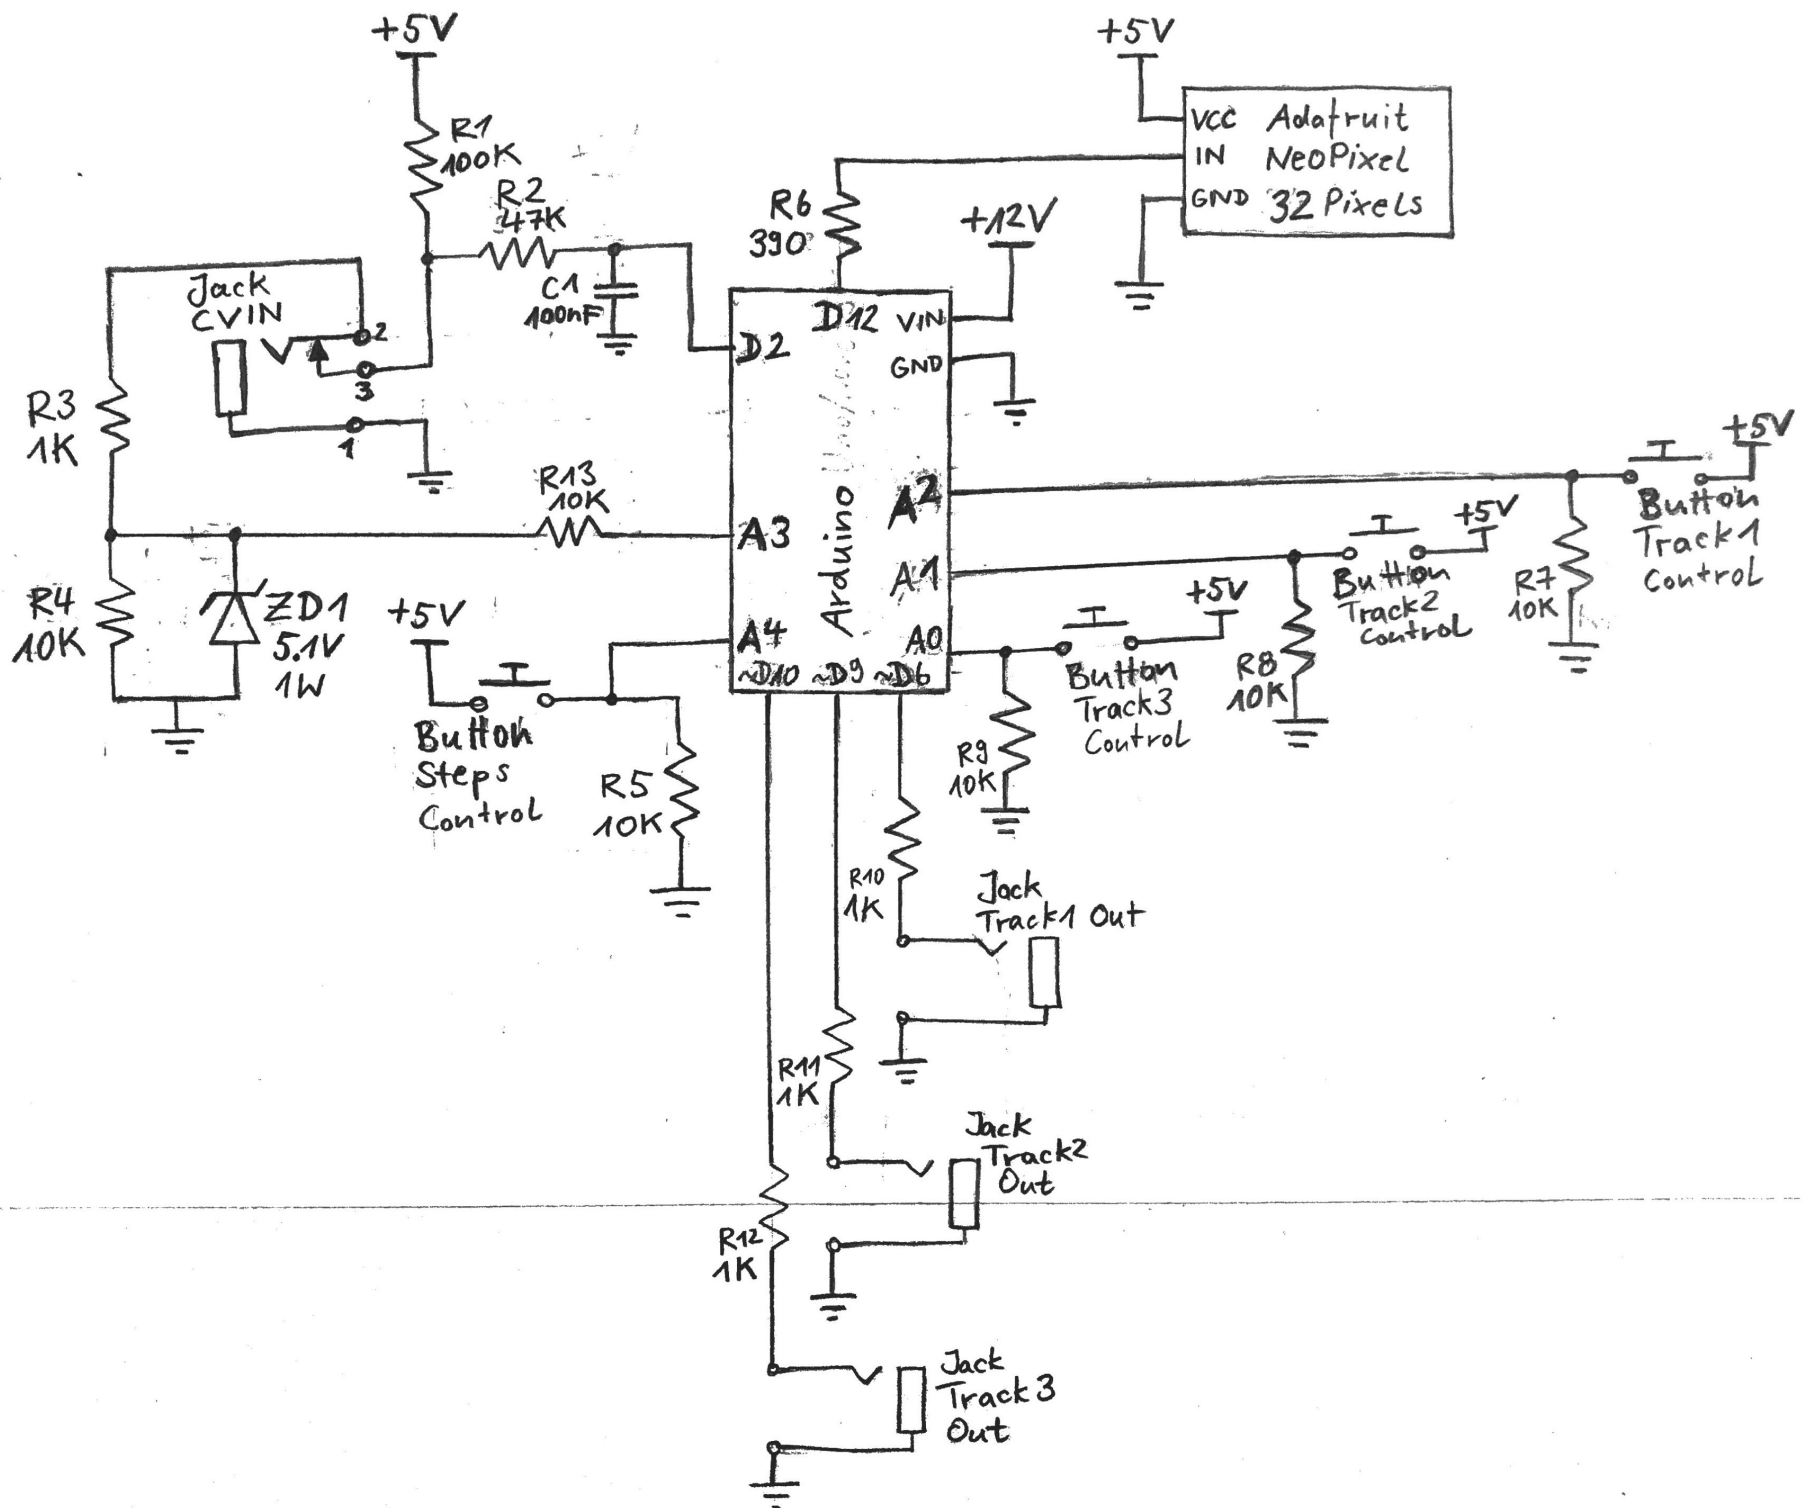 +5V
R1
100K
R2
47K
C1
100nF
Jack
CVIN
2
3
1
R3
1K
R13
10K
R4
10K
ZD1
5.1V
1W
+5V
Button
Steps
Control
R5
10K
R6
390
+5V
VCC Adafruit
IN NeoPixel
GND 32 Pixels
+12V
D12
VIN
D2
GND
Arduino
A2
A3
A1
A4
A0
~D10
~D9
~D6
+5V
Button
Track1
Control
R7
10K
+5V
Button
Track2
Control
R8
10K
+5V
Button
Track3
Control
R9
10K
R10
1K
Jack
Track1 Out
R11
1K
Jack
Track2
Out
R12
1K
Jack
Track3
Out